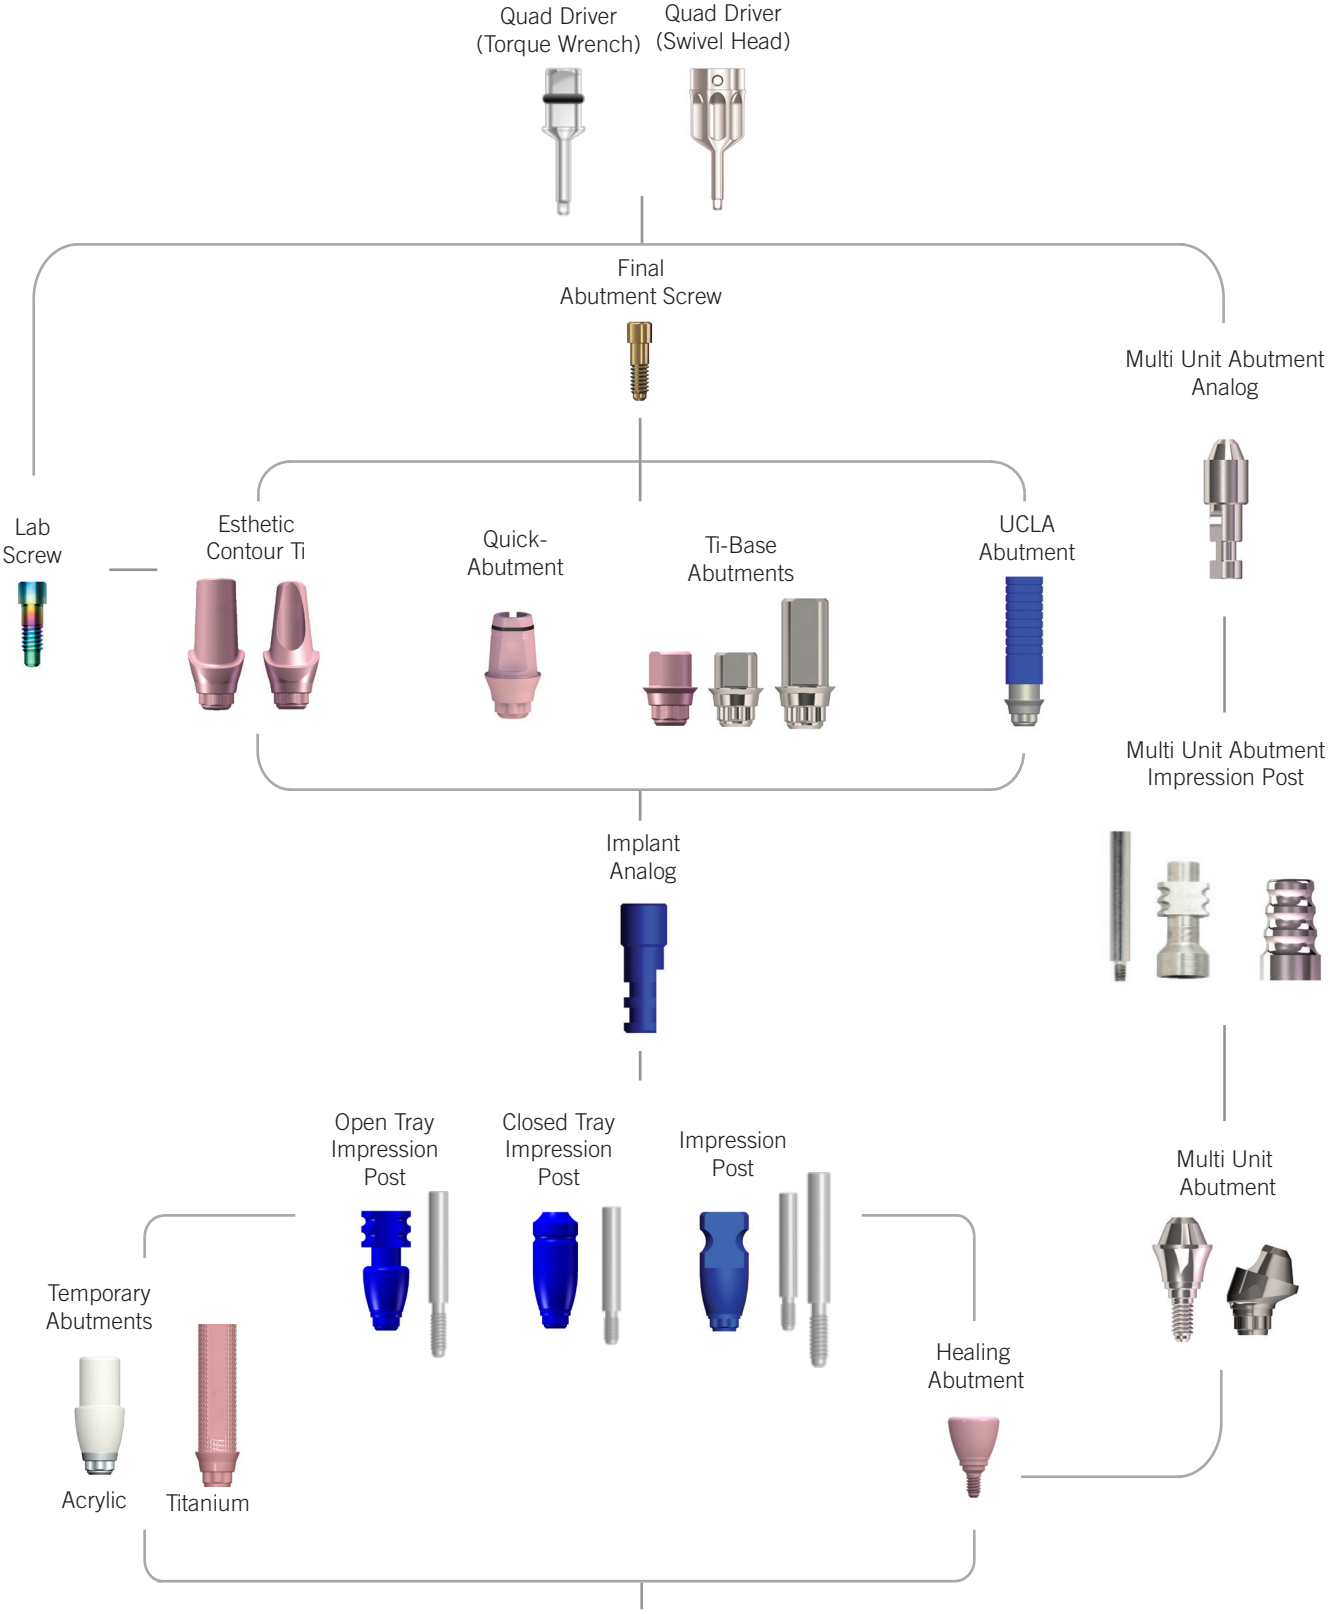 Quad Driver
(Torque Wrench)
Quad Driver
(Swivel Head)
Final
Abutment Screw
Multi Unit Abutment
Analog
Lab
Screw
Esthetic
Contour Ti
Quick-
Abutment
Ti-Base
Abutments
UCLA
Abutment
Multi Unit Abutment
Impression Post
Implant
Analog
Open Tray
Impression
Post
Closed Tray
Impression
Post
Impression
Post
Multi Unit
Abutment
Temporary
Abutments
Healing
Abutment
Acrylic
Titanium